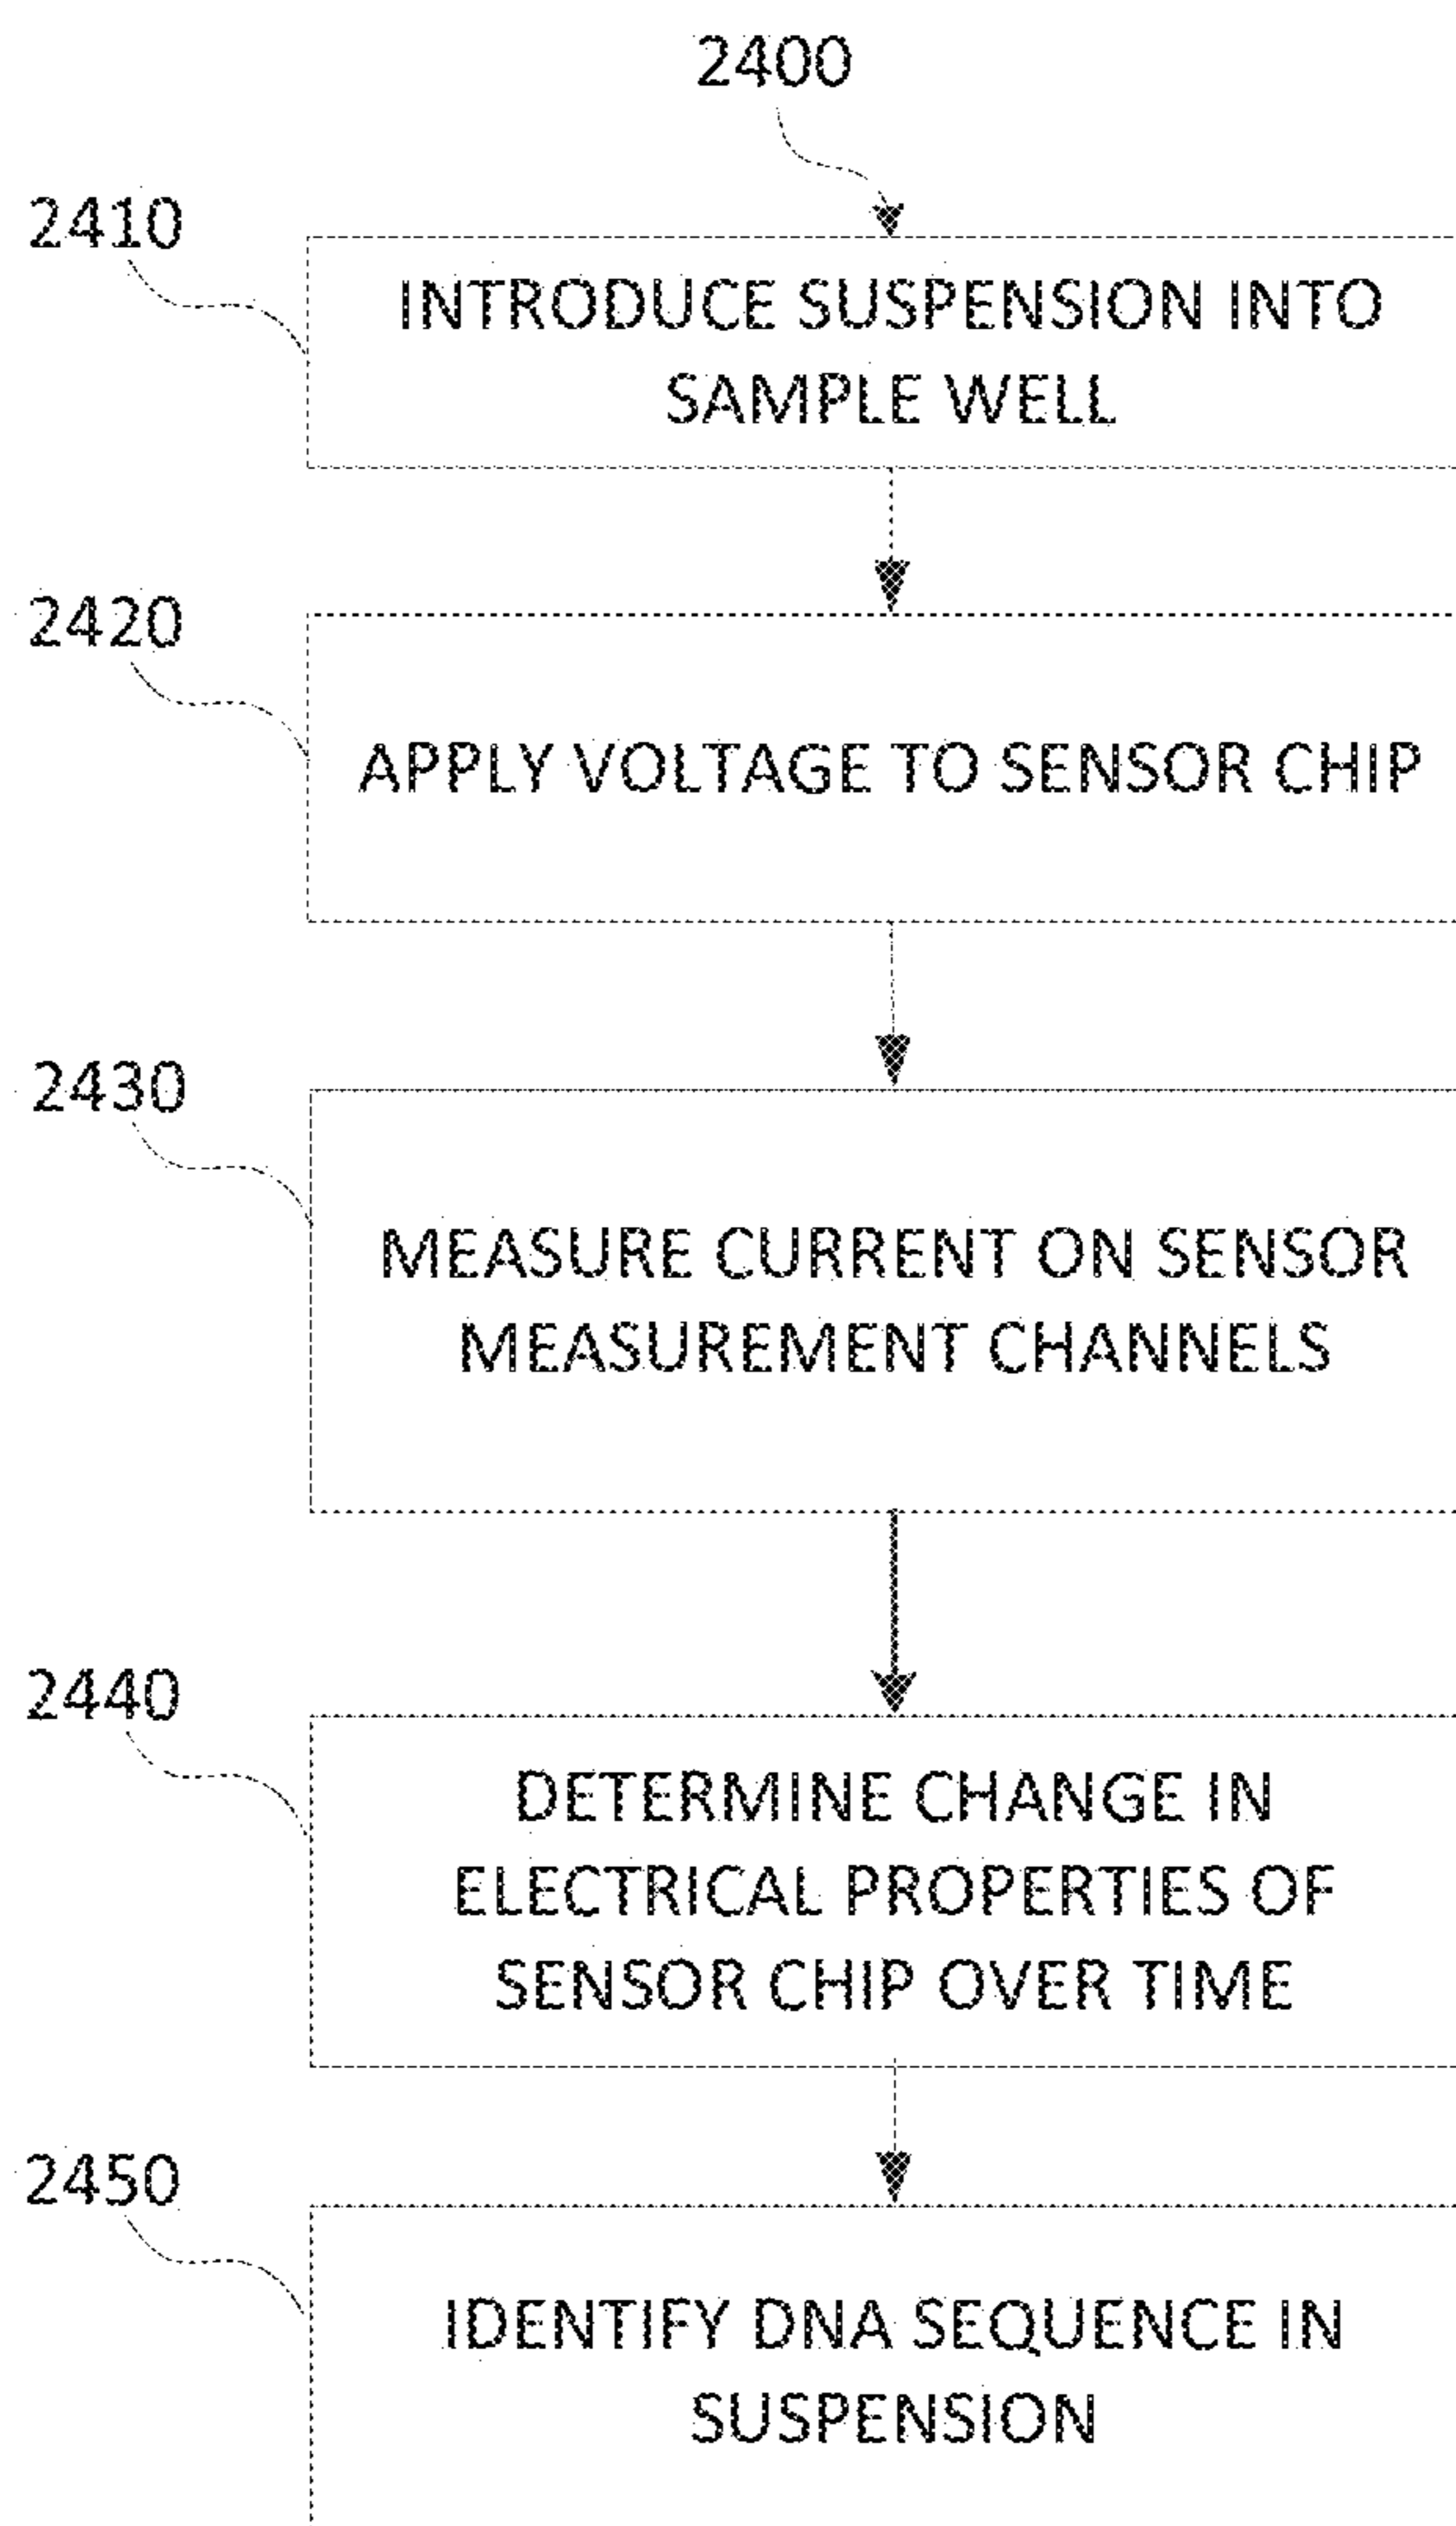 2400
2410
INTRODUCE SUSPENSION INTO
SAMPLE WELL
2420
APPLY VOLTAGE TO SENSOR CHIP
2430
MEASURE CURRENT ON SENSOR
MEASUREMENT CHANNELS
2440
DETERMINE CHANGE IN
ELECTRICAL PROPERTIES OF
SENSOR CHIP OVER TIME
2450
IDENTIFY DNA SEQUENCE IN
SUSPENSION